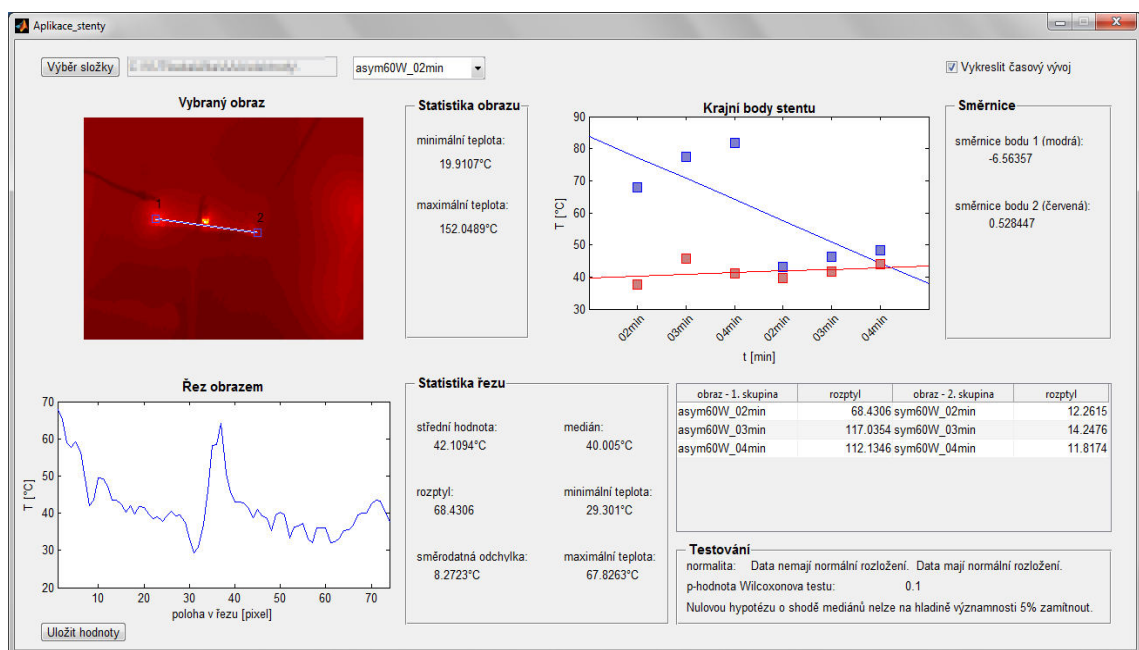 Aplikace_stenty
Výběr složky
asym60W_02min
Vykreslit časový vývoj
Vybraný obraz
1
2
Statistika obrazu
minimální teplota:
19.9107°C
maximální teplota:
152.0489°C
Krajní body stentu
90
80
70
60
50
40
30
T [°C]
02min 03min 04min 02min 03min 04min
t [min]
Směrnice
směrnice bodu 1 (modrá):
-6.56357
směrnice bodu 2 (červená):
0.528447
Řez obrazem
70
60
50
40
30
20
T [°C]
10 20 30 40 50 60 70
poloha v řezu [pixel]
Uložit hodnoty
Statistika řezu
střední hodnota: medián:
42.1094°C 40.005°C
rozptyl: minimální teplota:
68.4306 29.301°C
směrodatná odchylka: maximální teplota:
8.2723°C 67.8263°C
obraz - 1. skupina rozptyl obraz - 2. skupina rozptyl
asym60W_02min 68.4306 sym60W_02min 12.2615
asym60W_03min 117.0354 sym60W_03min 14.2476
asym60W_04min 112.1346 sym60W_04min 11.8174
Testování
normalita: Data nemají normální rozložení. Data mají normální rozložení.
p-hodnota Wilcoxonova testu: 0.1
Nulovou hypotézu o shodě mediánů nelze na hladině významnosti 5% zamítnout.